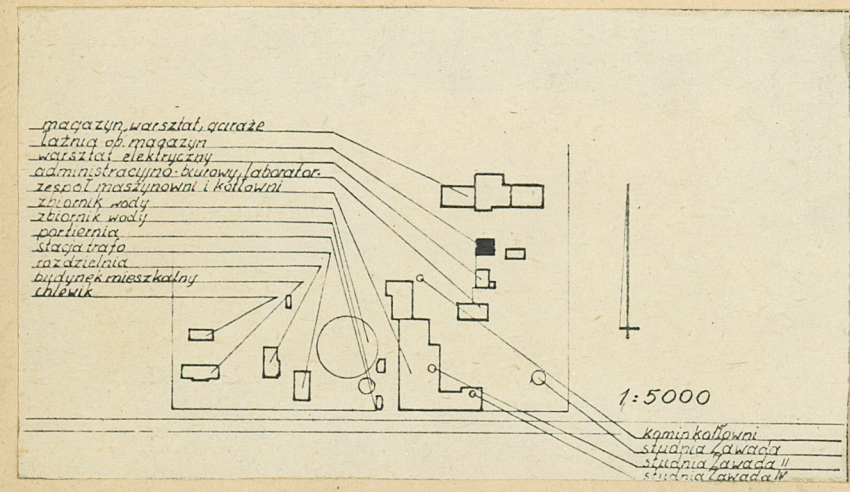 magazyn, warsztat, garaże
łaźnia ob. magazyn
warsztat elektryczny
administracyjno-biurowy, laborator.
zespół maszynowni i kotłowni
zbiornik wody
zbiornik wody
portiernia
stacja trafo
rozdzielnia
budynek mieszkalny
chlewik
1:5000
komin kotłowni
studnia Zawada
studnia Zawada II
studnia Zawada IV